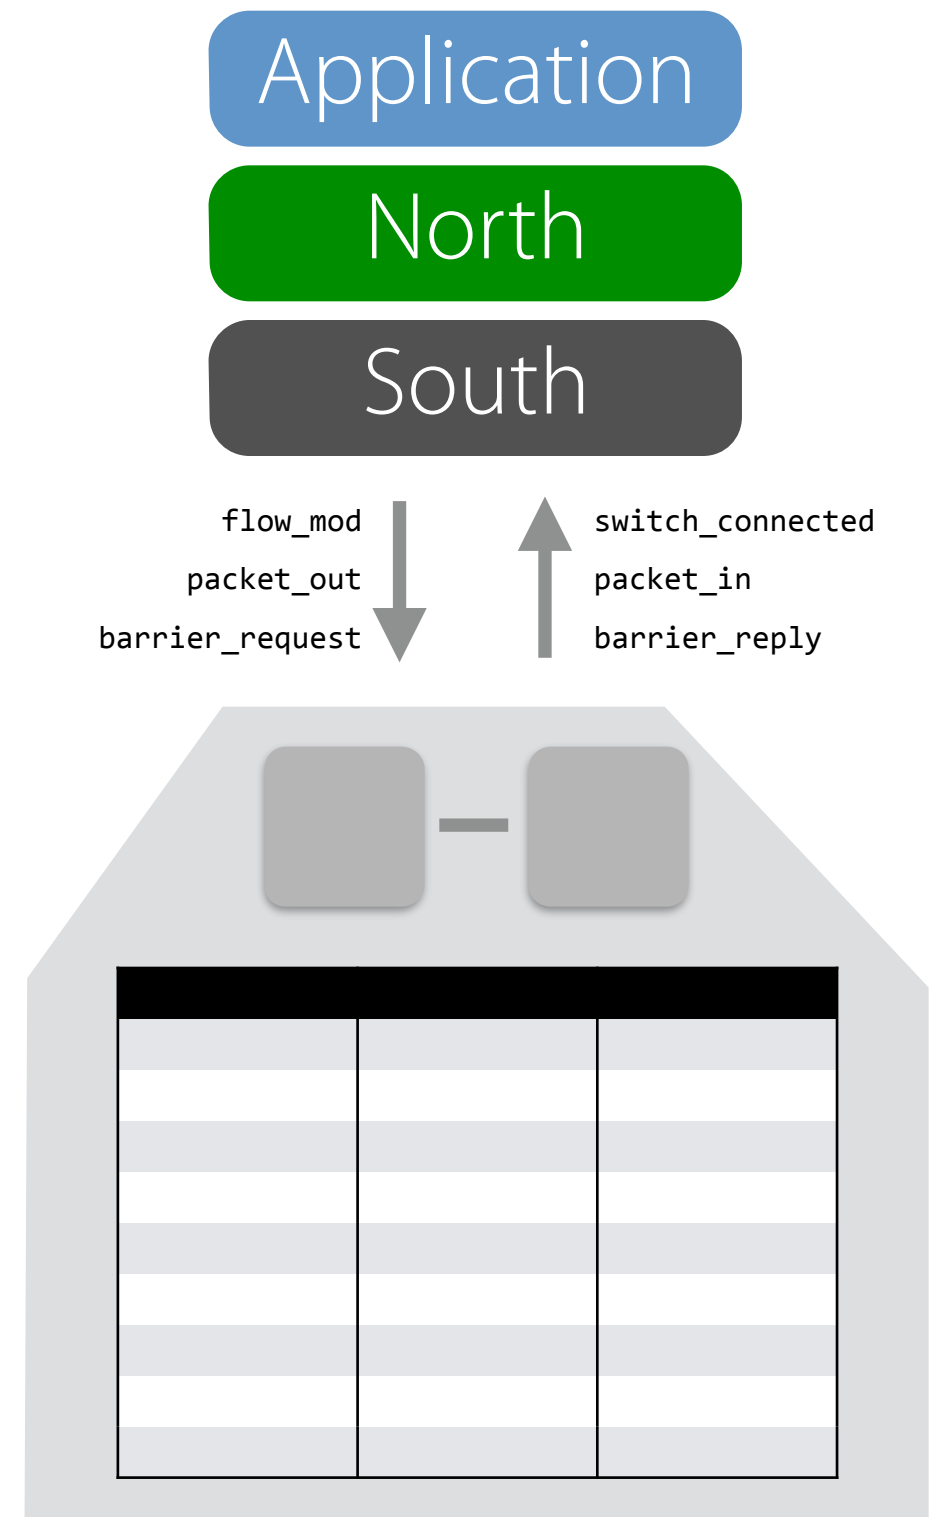 Application
North
South
flow_mod
packet_out
barrier_request
switch_connected
packet_in
barrier_reply